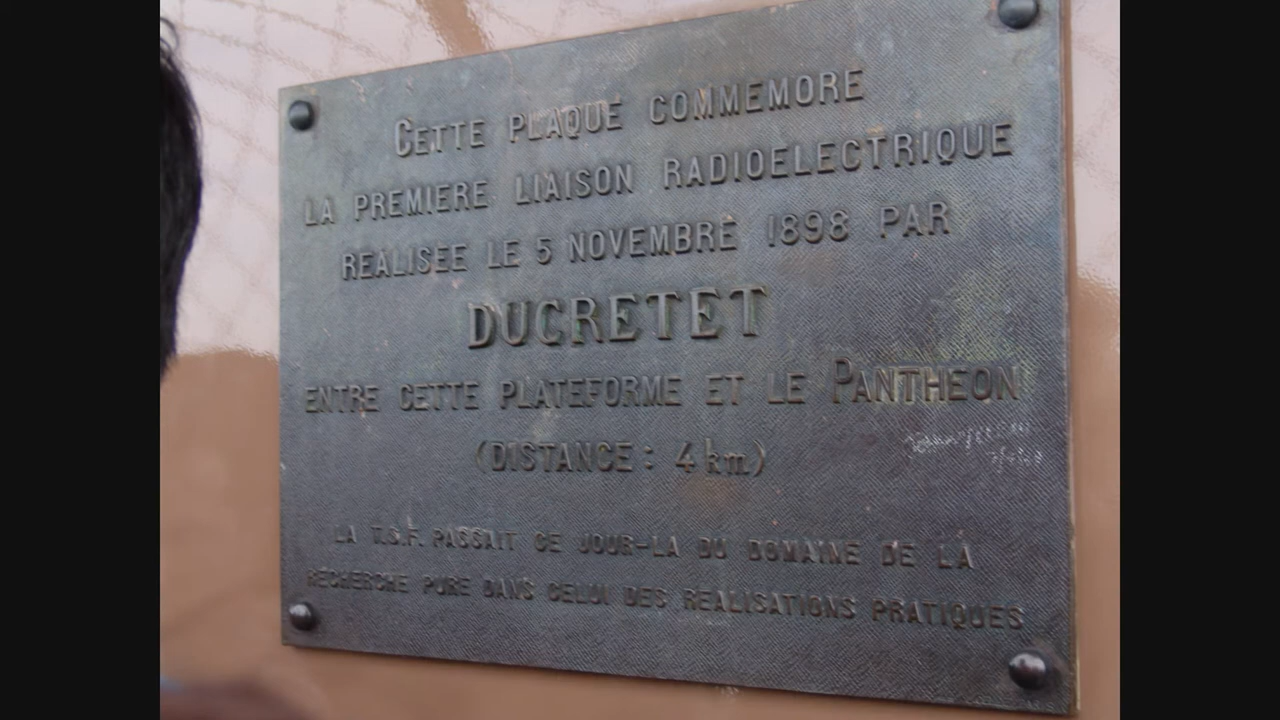 CETTE PLAQUE COMMEMORE
LA PREMIERE LIAISON RADIOELECTRIQUE
REALISEE LE 5 NOVEMBRE 1898 PAR
DUCRETET
ENTRE CETTE PLATEFORME ET LE PANTHEON
(DISTANCE : 4 km)
LA T.S.F. PASSAIT CE JOUR-LA DU DOMAINE DE LA
RECHERCHE PURE DANS CELUI DES REALISATIONS PRATIQUES